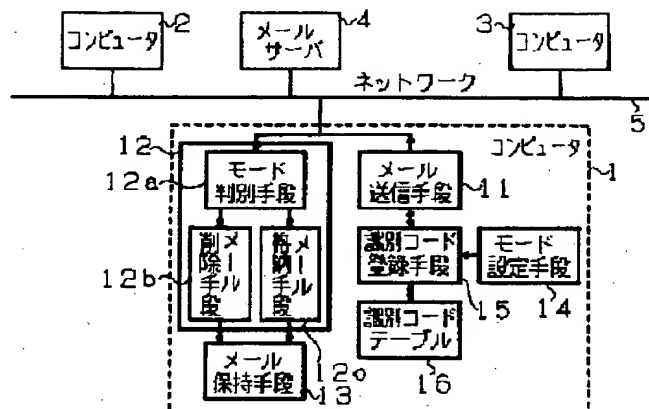 2
コンピュータ
4
メール
サーバ
3
コンピュータ
ネットワーク
5
12
12a
モード
判別手段
メール
送信手段
11
コンピュータ
1
12b
メール
削除手段
メール
格納手段
12c
識別コード
登録手段
15
モード
設定手段
14
メール
保持手段
13
識別コード
テーブル
16